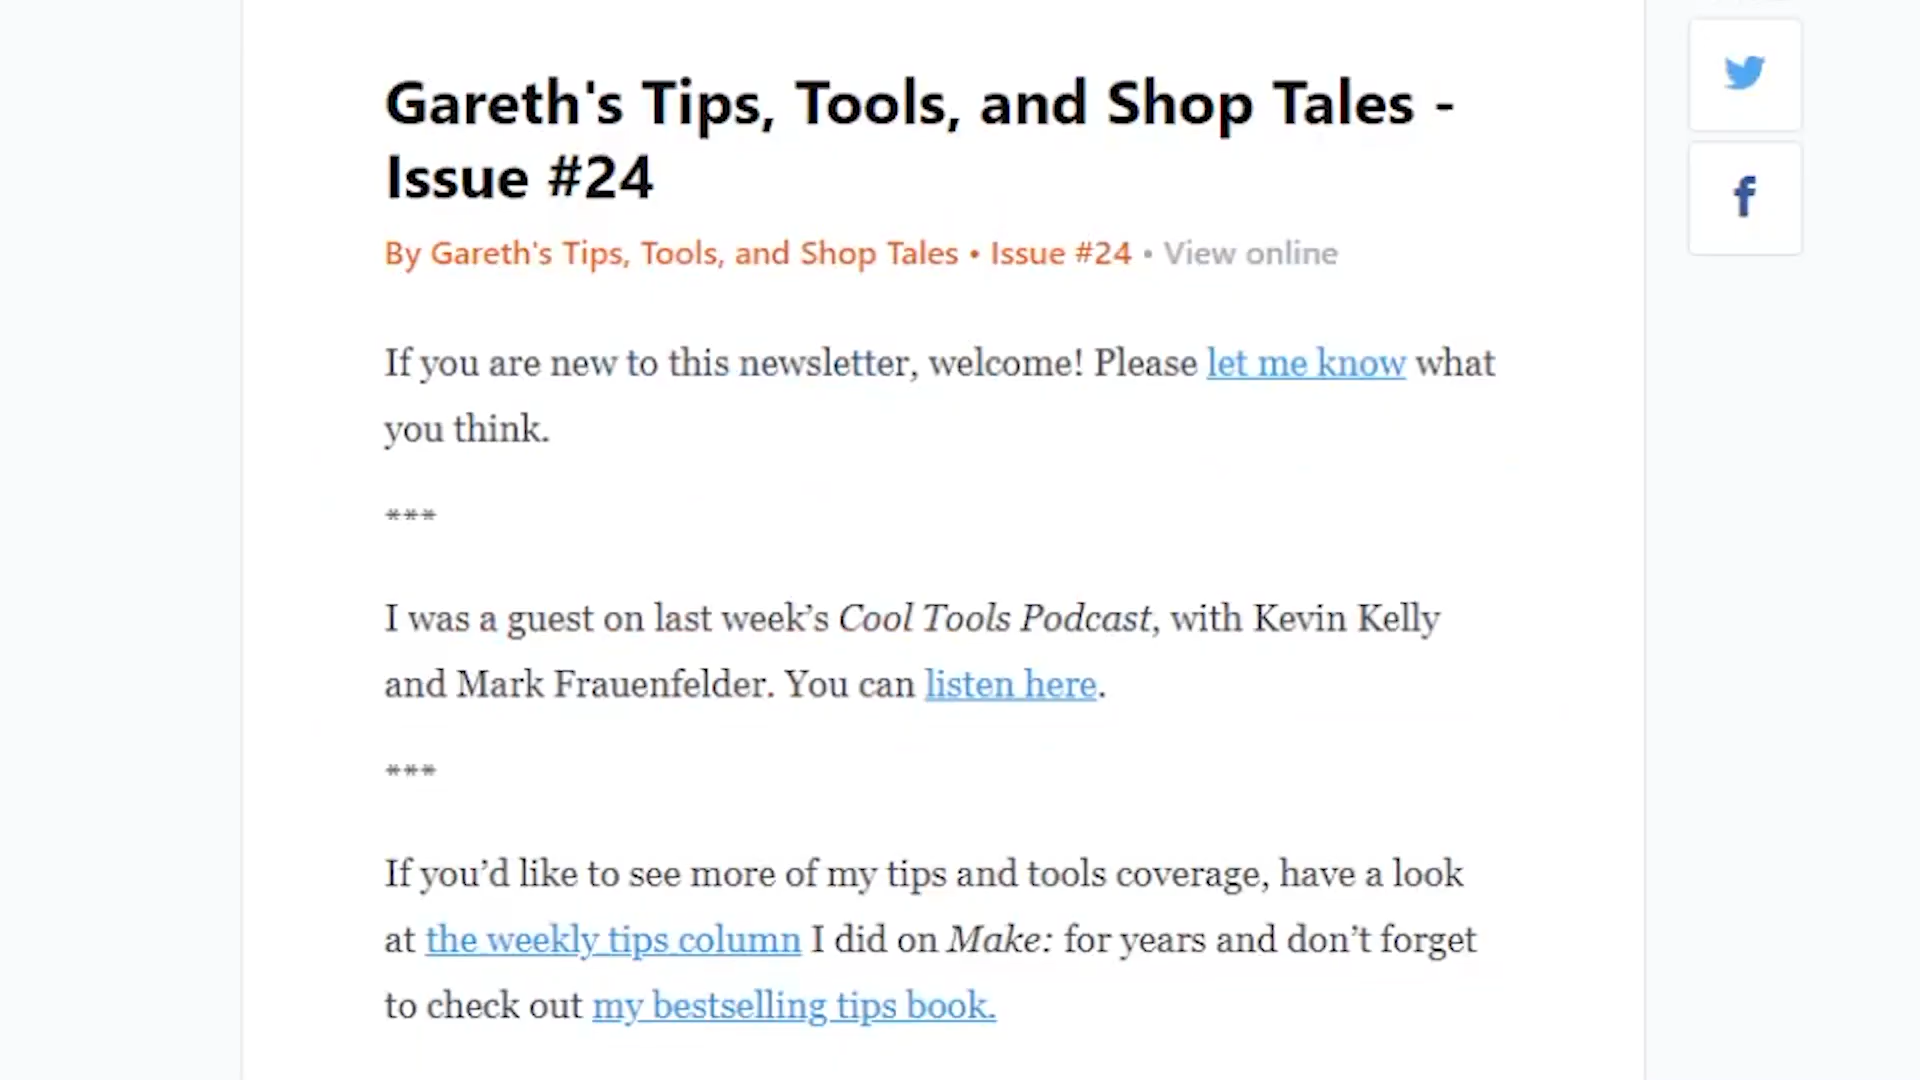 Gareth's Tips, Tools, and Shop Tales -
Issue #24
By Gareth's Tips, Tools, and Shop Tales • Issue #24 • View online
If you are new to this newsletter, welcome! Please let me know what
you think.
***
I was a guest on last week’s Cool Tools Podcast, with Kevin Kelly
and Mark Frauenfelder. You can listen here.
***
If you’d like to see more of my tips and tools coverage, have a look
at the weekly tips column I did on Make: for years and don’t forget
to check out my bestselling tips book.